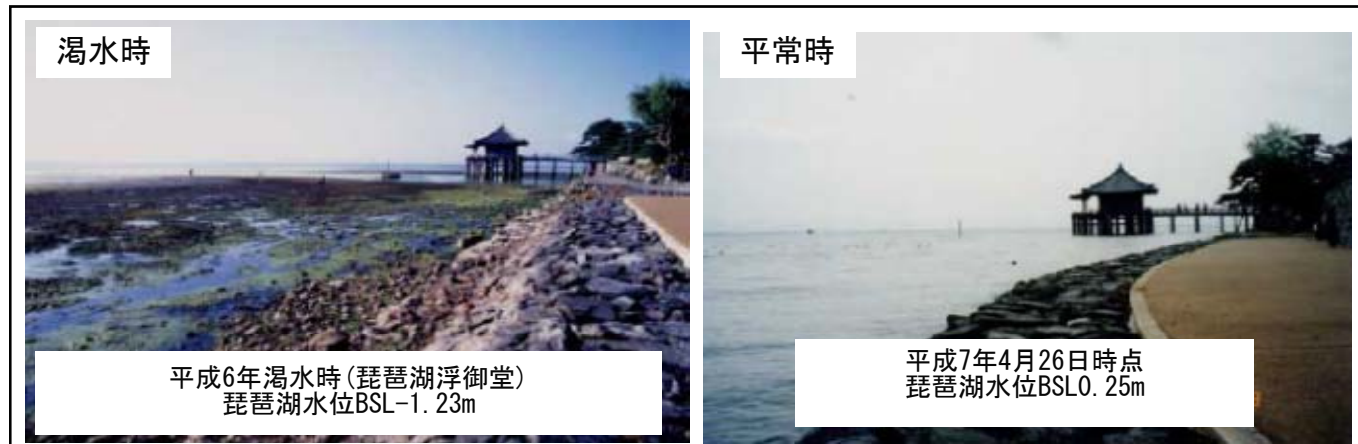 渇水時
平成6年渇水時(琵琶湖浮御堂)
琵琶湖水位BSL-1.23m
平常時
平成7年4月26日時点
琵琶湖水位BSL0.25m